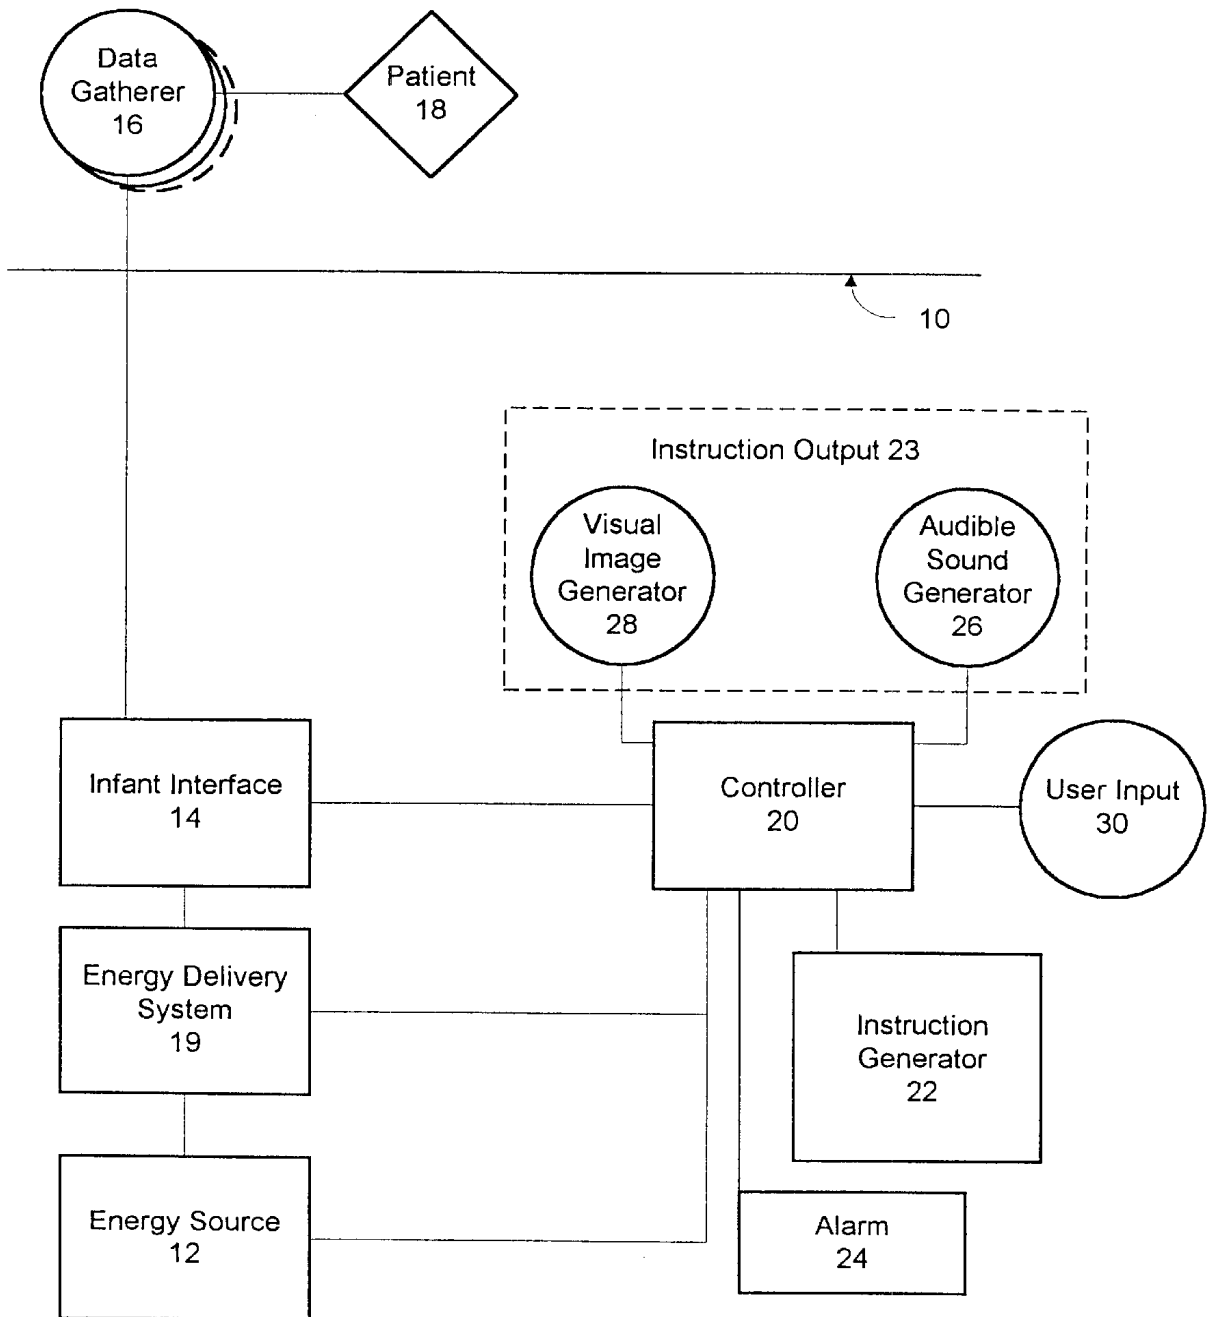 Data
Gatherer
16
Patient
18
10
Instruction Output 23
Visual
Image
Generator
28
Audible
Sound
Generator
26
Infant Interface
14
Controller
20
User Input
30
Energy Delivery
System
19
Instruction
Generator
22
Energy Source
12
Alarm
24